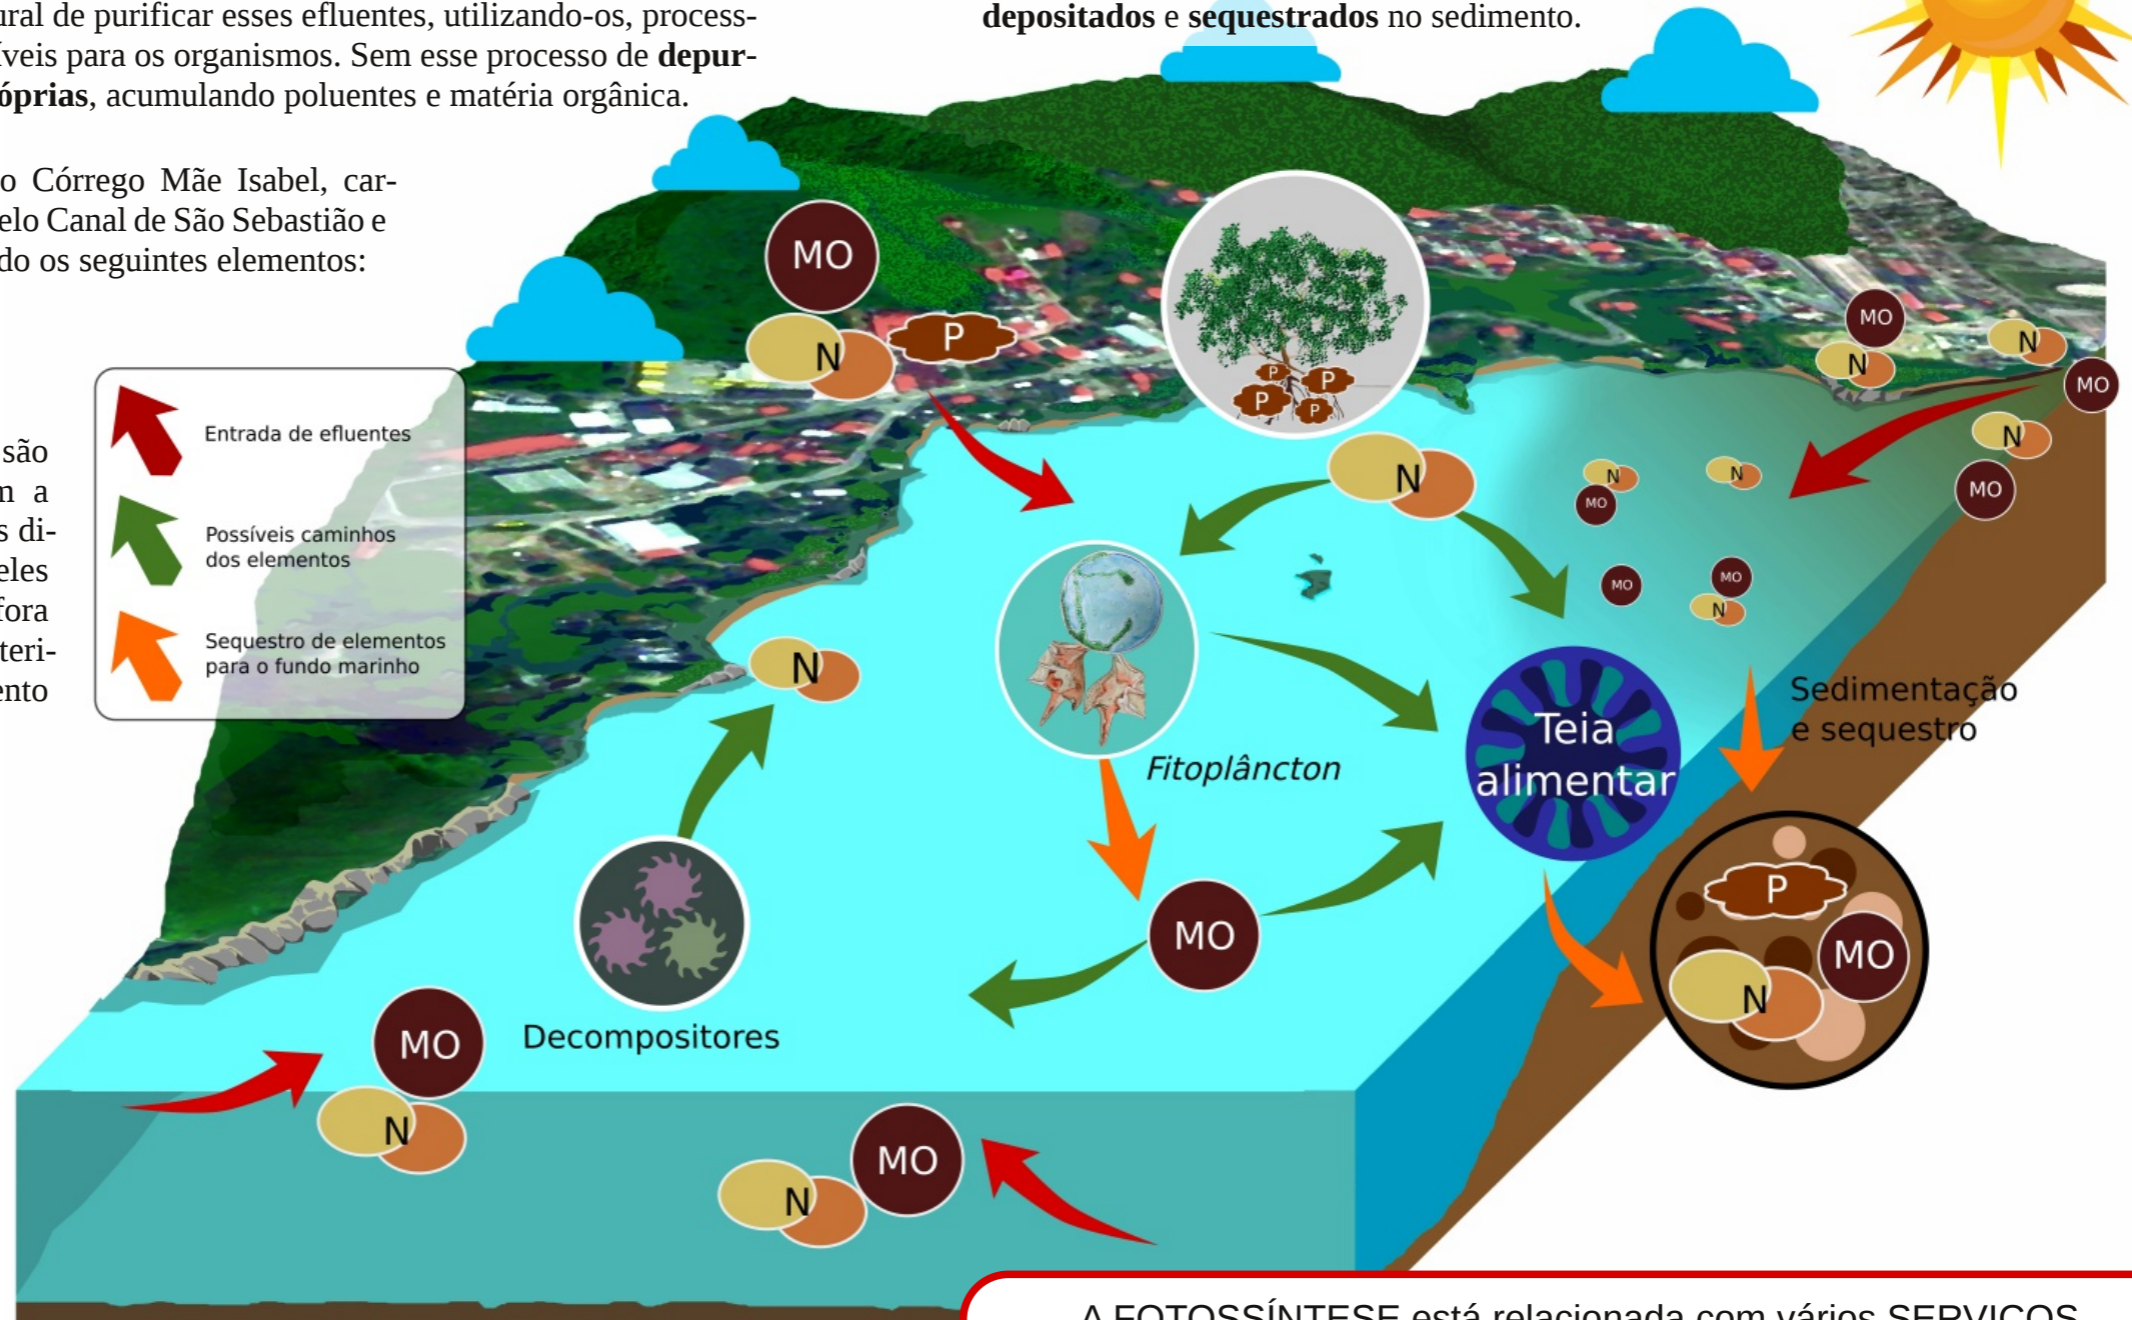 ural de purificar esses efluentes, utilizando-os, process-
íveis para os organismos. Sem esse processo de depur-
óprias, acumulando poluentes e matéria orgânica.
depositados e sequestrados no sedimento.
o Córrego Mãe Isabel, car-
elo Canal de São Sebastião e
do os seguintes elementos:
são
m a
s di-
eles
fora
teri-
ento
Entrada de efluentes
Possíveis caminhos
dos elementos
Sequestro de elementos
para o fundo marinho
MO
N
P
P
P
P
P
N
MO
N
N
MO
N
MO
N
MO
N
MO
MO
N
N
Fitoplâncton
Teia
alimentar
Sedimentação
e sequestro
P
MO
N
MO
Decompositores
MO
N
MO
N
A FOTOSSÍNTESE está relacionada com vários SERVIÇOS